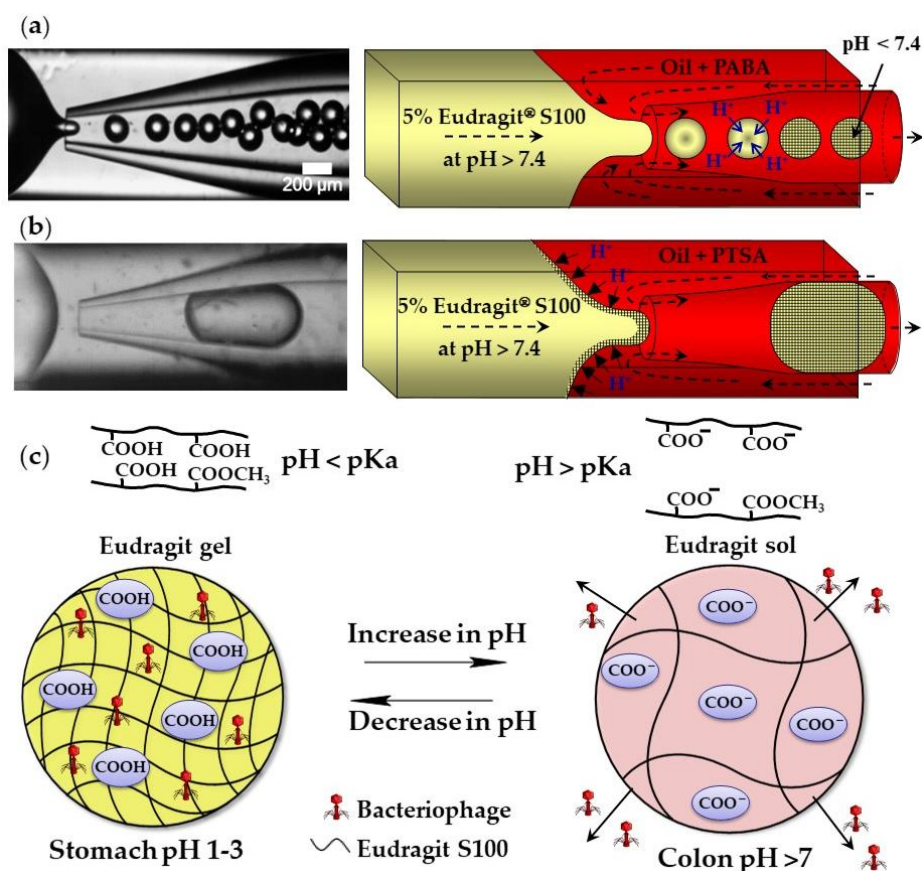 (a)
200 µm
Oil + PABA
pH < 7.4
5% Eudragit® S100
at pH > 7.4
H⁺ H⁺
H⁺ H⁺
(b)
Oil + PTSA
H⁺
H⁺
5% Eudragit® S100
at pH > 7.4
H⁺
H⁺
(c)
COOH COOH
COOH COOCH₃
pH < pKa
pH > pKa
COO⁻ COO⁻
COO⁻ COOCH₃
Eudragit gel
Eudragit sol
COOH
COOH
COOH
COOH
COOH
Stomach pH 1-3
Increase in pH
Decrease in pH
Bacteriophage
Eudragit S100
COO⁻
COO⁻
COO⁻
COO⁻
COO⁻
Colon pH >7